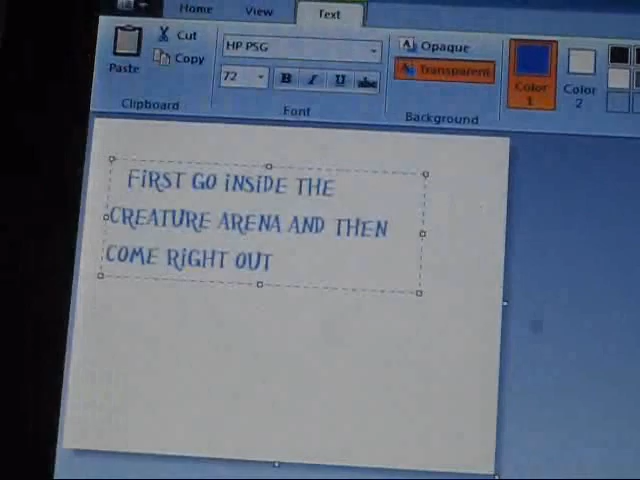 Home View Text
Cut
Copy
Paste
Clipboard
HP PSG
72 B I U abc
Font
Opaque
Transparent
Background
Color 1
Color 2
FiRST GO iNSiDE THE
CREATURE ARENA AND THEN
COME RiGHT OUT